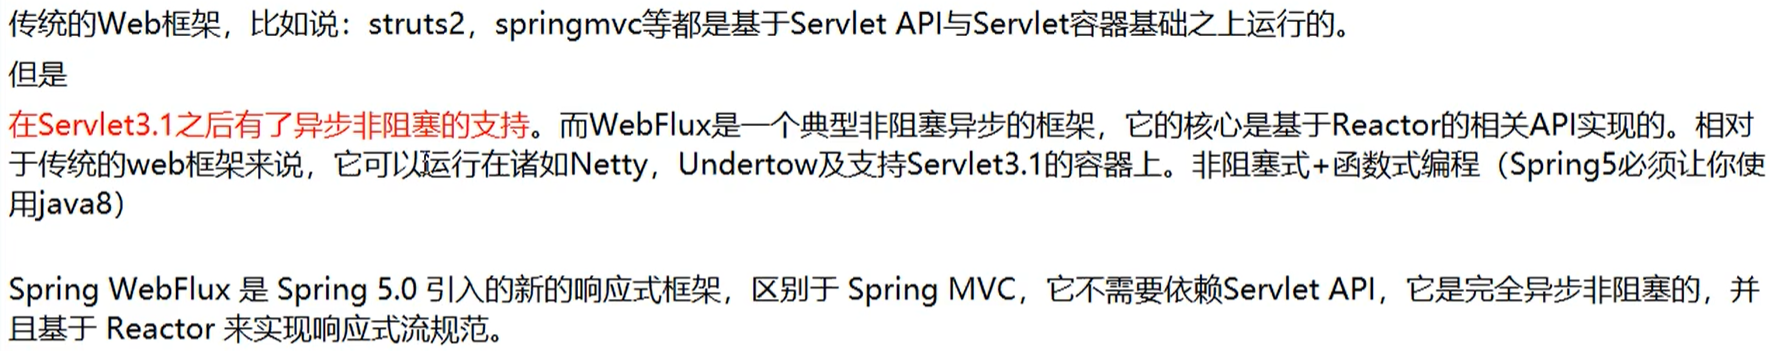 传统的Web框架，比如说：struts2，springmvc等都是基于Servlet API与Servlet容器基础之上运行的。
但是
在Servlet3.1之后有了异步非阻塞的支持。而WebFlux是一个典型非阻塞异步的框架，它的核心是基于Reactor的相关API实现的。相对
于传统的web框架来说，它可以运行在诸如Netty，Undertow及支持Servlet3.1的容器上。非阻塞式+函数式编程（Spring5必须让你使
用java8）
Spring WebFlux 是 Spring 5.0 引入的新的响应式框架，区别于 Spring MVC，它不需要依赖Servlet API，它是完全异步非阻塞的，并
且基于 Reactor 来实现响应式流规范。